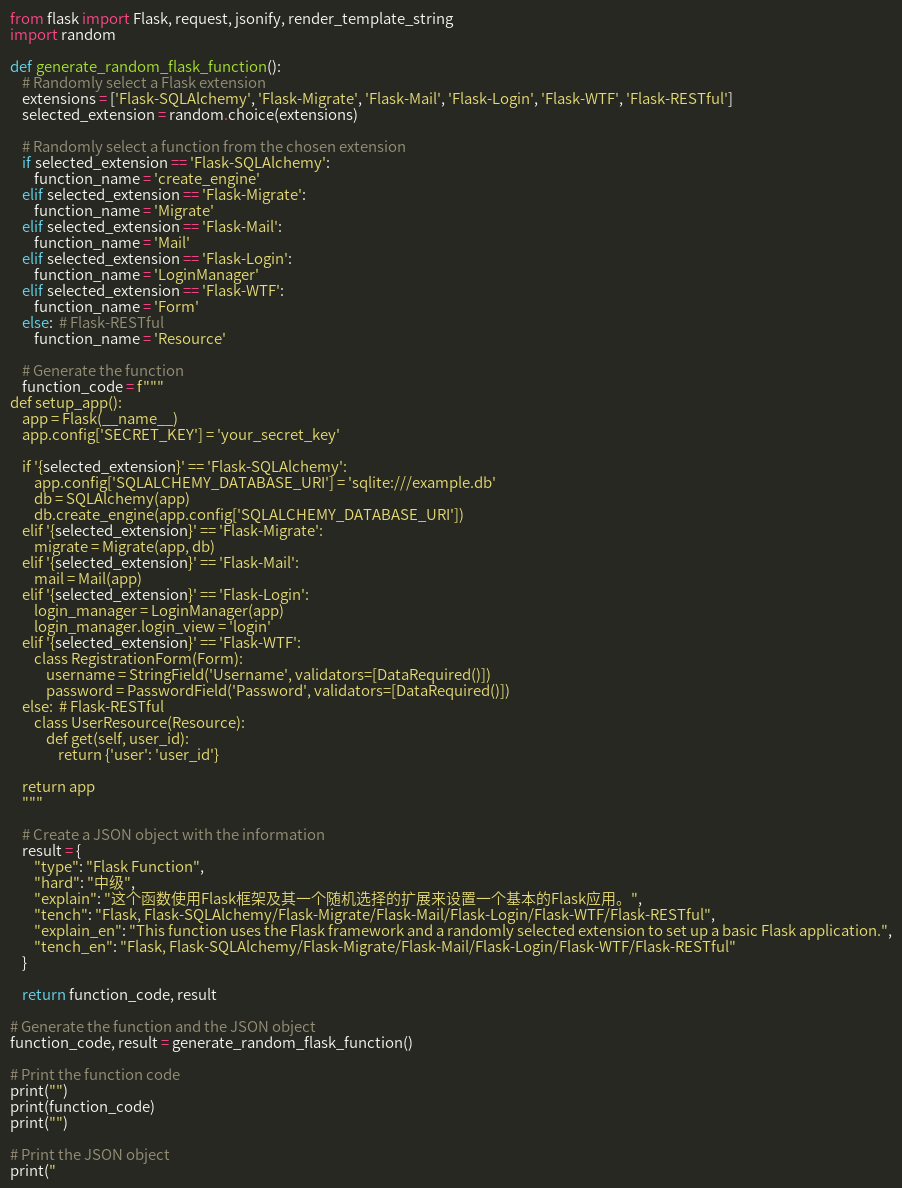 from flask import Flask, request, jsonify, render_template_string
import random

def generate_random_flask_function():
    # Randomly select a Flask extension
    extensions = ['Flask-SQLAlchemy', 'Flask-Migrate', 'Flask-Mail', 'Flask-Login', 'Flask-WTF', 'Flask-RESTful']
    selected_extension = random.choice(extensions)

    # Randomly select a function from the chosen extension
    if selected_extension == 'Flask-SQLAlchemy':
        function_name = 'create_engine'
    elif selected_extension == 'Flask-Migrate':
        function_name = 'Migrate'
    elif selected_extension == 'Flask-Mail':
        function_name = 'Mail'
    elif selected_extension == 'Flask-Login':
        function_name = 'LoginManager'
    elif selected_extension == 'Flask-WTF':
        function_name = 'Form'
    else:  # Flask-RESTful
        function_name = 'Resource'

    # Generate the function
    function_code = f"""
def setup_app():
    app = Flask(__name__)
    app.config['SECRET_KEY'] = 'your_secret_key'

    if '{selected_extension}' == 'Flask-SQLAlchemy':
        app.config['SQLALCHEMY_DATABASE_URI'] = 'sqlite:///example.db'
        db = SQLAlchemy(app)
        db.create_engine(app.config['SQLALCHEMY_DATABASE_URI'])
    elif '{selected_extension}' == 'Flask-Migrate':
        migrate = Migrate(app, db)
    elif '{selected_extension}' == 'Flask-Mail':
        mail = Mail(app)
    elif '{selected_extension}' == 'Flask-Login':
        login_manager = LoginManager(app)
        login_manager.login_view = 'login'
    elif '{selected_extension}' == 'Flask-WTF':
        class RegistrationForm(Form):
            username = StringField('Username', validators=[DataRequired()])
            password = PasswordField('Password', validators=[DataRequired()])
    else:  # Flask-RESTful
        class UserResource(Resource):
            def get(self, user_id):
                return {'user': 'user_id'}

    return app
    """

    # Create a JSON object with the information
    result = {
        "type": "Flask Function",
        "hard": "中级",
        "explain": "这个函数使用Flask框架及其一个随机选择的扩展来设置一个基本的Flask应用。",
        "tench": "Flask, Flask-SQLAlchemy/Flask-Migrate/Flask-Mail/Flask-Login/Flask-WTF/Flask-RESTful",
        "explain_en": "This function uses the Flask framework and a randomly selected extension to set up a basic Flask application.",
        "tench_en": "Flask, Flask-SQLAlchemy/Flask-Migrate/Flask-Mail/Flask-Login/Flask-WTF/Flask-RESTful"
    }

    return function_code, result

# Generate the function and the JSON object
function_code, result = generate_random_flask_function()

# Print the function code
print("")
print(function_code)
print("")

# Print the JSON object
print("